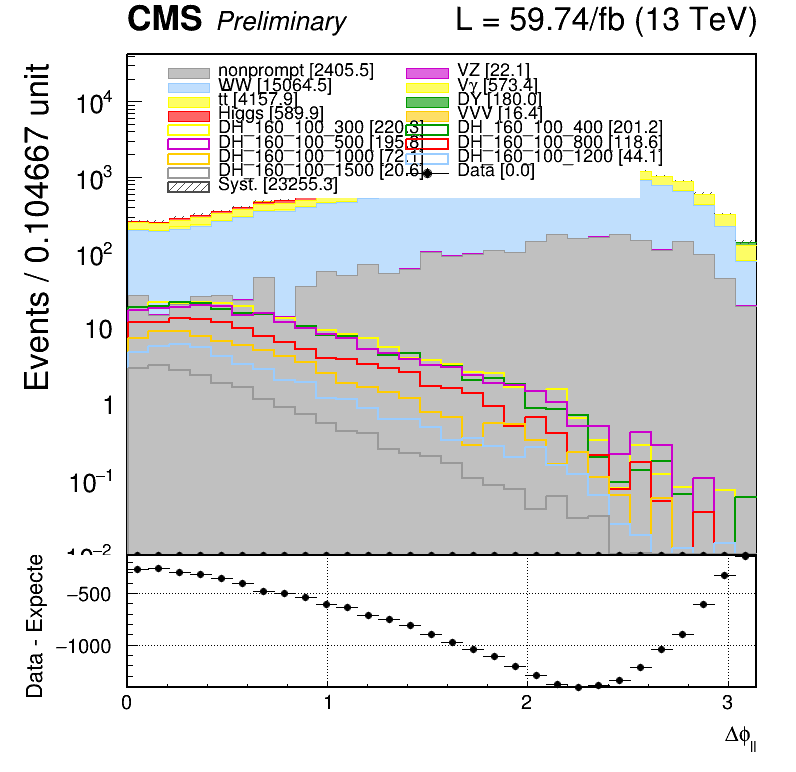 CMS Preliminary L = 59.74/fb (13 TeV)
nonprompt [2405.5] VZ [22.1]
WW [15064.5] Vγ [573.4]
tt [4157.9] DY [180.0]
Higgs [589.9] VVV [16.4]
DH_160_100_300 [220.3] DH_160_100_400 [201.2]
DH_160_100_500 [195.8] DH_160_100_800 [118.6]
DH_160_100_1000 [72.1] DH_160_100_1200 [44.1]
DH_160_100_1500 [20.6] Data [0.0]
Syst. [23255.3]
Events / 0.104667 unit
10⁴
10³
10²
10
1
10⁻¹
10⁻²
Data - Expecte
−500
−1000
0 1 2 3
Δϕ_ll